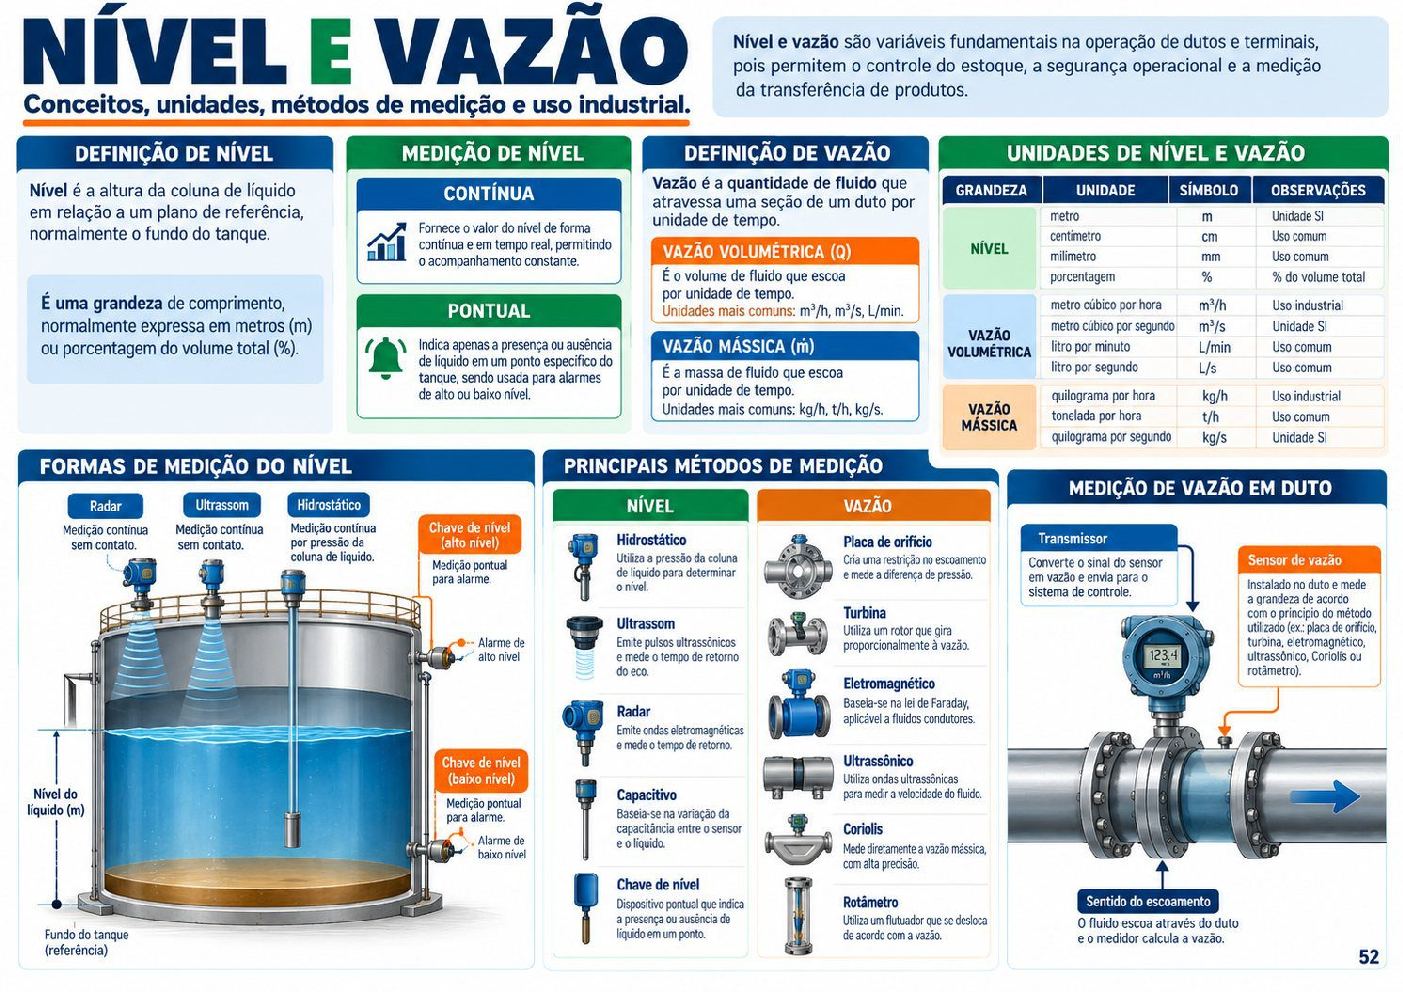 NÍVEL E VAZÃO
Conceitos, unidades, métodos de medição e uso industrial.
Nível e vazão são variáveis fundamentais na operação de dutos e terminais,
pois permitem o controle do estoque, a segurança operacional e a medição
da transferência de produtos.
DEFINIÇÃO DE NÍVEL
Nível é a altura da coluna de líquido
em relação a um plano de referência,
normalmente o fundo do tanque.
É uma grandeza de comprimento,
normalmente expressa em metros (m)
ou porcentagem do volume total (%).
MEDIÇÃO DE NÍVEL
CONTÍNUA
Fornece o valor do nível de forma
contínua e em tempo real, permitindo
o acompanhamento constante.
PONTUAL
Indica apenas a presença ou ausência
de líquido em um ponto específico do
tanque, sendo usada para alarmes
de alto ou baixo nível.
DEFINIÇÃO DE VAZÃO
Vazão é a quantidade de fluido que
atravessa uma seção de um duto por
unidade de tempo.
VAZÃO VOLUMÉTRICA (Q)
É o volume de fluido que escoa
por unidade de tempo.
Unidades mais comuns: m³/h, m³/s, L/min.
VAZÃO MÁSSICA (ṁ)
É a massa de fluido que escoa
por unidade de tempo.
Unidades mais comuns: kg/h, t/h, kg/s.
UNIDADES DE NÍVEL E VAZÃO
GRANDEZA UNIDADE SÍMBOLO OBSERVAÇÕES
NÍVEL
metro m Unidade SI
centímetro cm Uso comum
milímetro mm Uso comum
porcentagem % % do volume total
VAZÃO
VOLUMÉTRICA
metro cúbico por hora m³/h Uso industrial
metro cúbico por segundo m³/s Unidade SI
litro por minuto L/min Uso comum
litro por segundo L/s Uso comum
VAZÃO
MÁSSICA
quilograma por hora kg/h Uso industrial
tonelada por hora t/h Uso comum
quilograma por segundo kg/s Unidade SI
FORMAS DE MEDIÇÃO DO NÍVEL
Radar
Medição contínua
sem contato.
Ultrassom
Medição contínua
sem contato.
Hidrostático
Medição contínua
por pressão da
coluna de líquido.
Chave de nível
(alto nível)
Medição pontual
para alarme.
Alarme de
alto nível
Chave de nível
(baixo nível)
Medição pontual
para alarme.
Alarme de
baixo nível
Nível do
líquido (m)
Fundo do tanque
(referência)
PRINCIPAIS MÉTODOS DE MEDIÇÃO
NÍVEL
Hidrostático
Utiliza a pressão da coluna
de líquido para determinar
o nível.
Ultrassom
Emite pulsos ultrassônicos
e mede o tempo de retorno
do eco.
Radar
Emite ondas eletromagnéticas
e mede o tempo de retorno.
Capacitivo
Baseia-se na variação da
capacitância entre o sensor
e o líquido.
Chave de nível
Dispositivo pontual que indica
a presença ou ausência de
líquido em um ponto.
VAZÃO
Placa de orifício
Cria uma restrição no escoamento
e mede a diferença de pressão.
Turbina
Utiliza um rotor que gira
proporcionalmente à vazão.
Eletromagnético
Baseia-se na lei de Faraday,
aplicável a fluidos condutores.
Ultrassônico
Utiliza ondas ultrassônicas
para medir a velocidade do fluido.
Coriolis
Mede diretamente a vazão mássica,
com alta precisão.
Rotâmetro
Utiliza um flutuador que se desloca
de acordo com a vazão.
MEDIÇÃO DE VAZÃO EM DUTO
Transmissor
Converte o sinal do sensor
em vazão e envia para o
sistema de controle.
Sensor de vazão
Instalado no duto e mede
a grandeza de acordo
com o princípio do método
utilizado (ex.: placa de orifício,
turbina, eletromagnético,
ultrassônico, Coriolis ou
rotâmetro).
123.4
m³/h
Sentido do escoamento
O fluido escoa através do duto
e o medidor calcula a vazão.
52